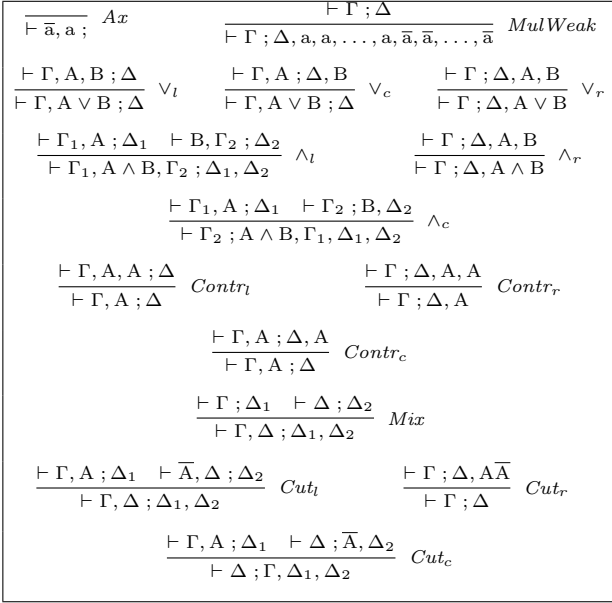 ⊢ a̅, a ; Ax    ⊢ Γ ; Δ
⊢ Γ ; Δ, a, a, . . . , a, a̅, a̅, . . . , a̅ MulWeak
⊢ Γ, A, B ; Δ    ⊢ Γ, A ; Δ, B    ⊢ Γ ; Δ, A, B
⊢ Γ, A ∨ B ; Δ ∨l    ⊢ Γ, A ∨ B ; Δ ∨c    ⊢ Γ ; Δ, A ∨ B ∨r
⊢ Γ1, A ; Δ1    ⊢ B, Γ2 ; Δ2    ⊢ Γ ; Δ, A, B
⊢ Γ1, A ∧ B, Γ2 ; Δ1, Δ2 ∧l    ⊢ Γ ; Δ, A ∧ B ∧r
⊢ Γ1, A ; Δ1    ⊢ Γ2 ; B, Δ2
⊢ Γ2 ; A ∧ B, Γ1, Δ1, Δ2 ∧c
⊢ Γ, A, A ; Δ    ⊢ Γ ; Δ, A, A
⊢ Γ, A ; Δ Contrl    ⊢ Γ ; Δ, A Contrr
⊢ Γ, A ; Δ, A
⊢ Γ, A ; Δ Contrc
⊢ Γ ; Δ1    ⊢ Δ ; Δ2
⊢ Γ, Δ ; Δ1, Δ2 Mix
⊢ Γ, A ; Δ1    ⊢ A̅, Δ ; Δ2    ⊢ Γ ; Δ, AA̅
⊢ Γ, Δ ; Δ1, Δ2 Cutl    ⊢ Γ ; Δ Cutr
⊢ Γ, A ; Δ1    ⊢ Δ ; A̅, Δ2
⊢ Δ ; Γ, Δ1, Δ2 Cutc